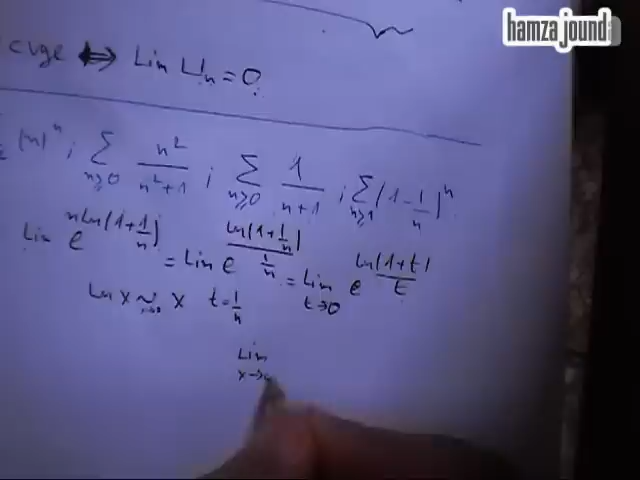 hamza jound
cvge ⇔ Lim Un = 0
(n)^n ; ∑_{n≥0} n²/(n²+1) ; ∑_{n≥0} 1/(n+1) ; ∑_{n≥1} (1-1/n)^n
Lim e^{n ln(1+1/n)} = Lim e^{ln(1+1/n)/(1/n)} = lim_{t→0} e^{ln(1+t)/t}
ln x ~ x t = 1/n
Lim
x→